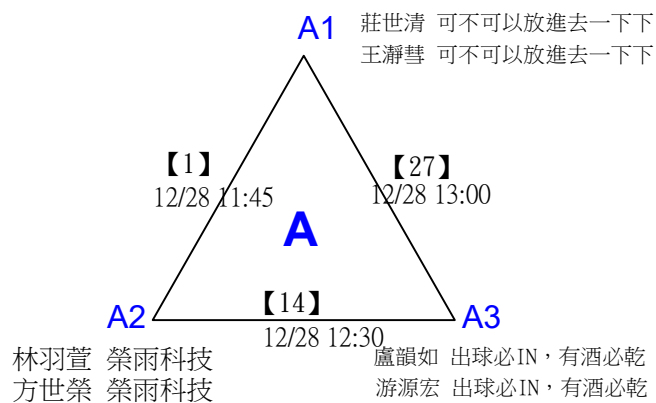 A1
莊世清 可不可以放進去一下下
王瀞彗 可不可以放進去一下下
【1】
12/28 11:45
【27】
12/28 13:00
A
【14】
12/28 12:30
A2
A3
林羽萱 榮雨科技
方世榮 榮雨科技
盧韻如 出球必IN，有酒必乾
游源宏 出球必IN，有酒必乾